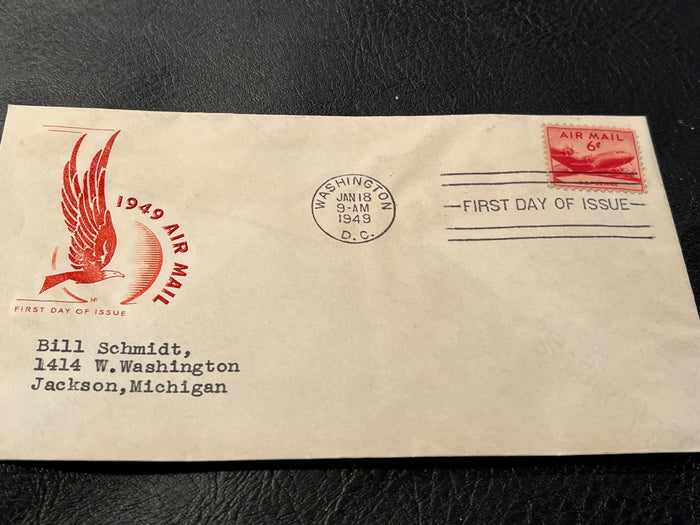 1949 AIR MAIL
HF
FIRST DAY OF ISSUE
WASHINGTON
JAN 18
9-AM
1949
D. C.
AIR MAIL
6¢
—FIRST DAY OF ISSUE—
Bill Schmidt,
1414 W.Washington
Jackson,Michigan